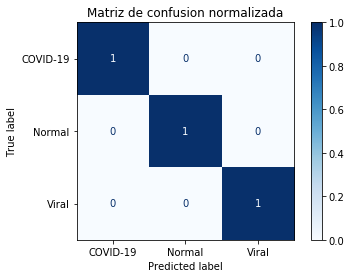 Matriz de confusion normalizada
True label
COVID-19
1 0 0
Normal
0 1 0
Viral
0 0 1
COVID-19 Normal Viral
Predicted label
1.0
0.8
0.6
0.4
0.2
0.0